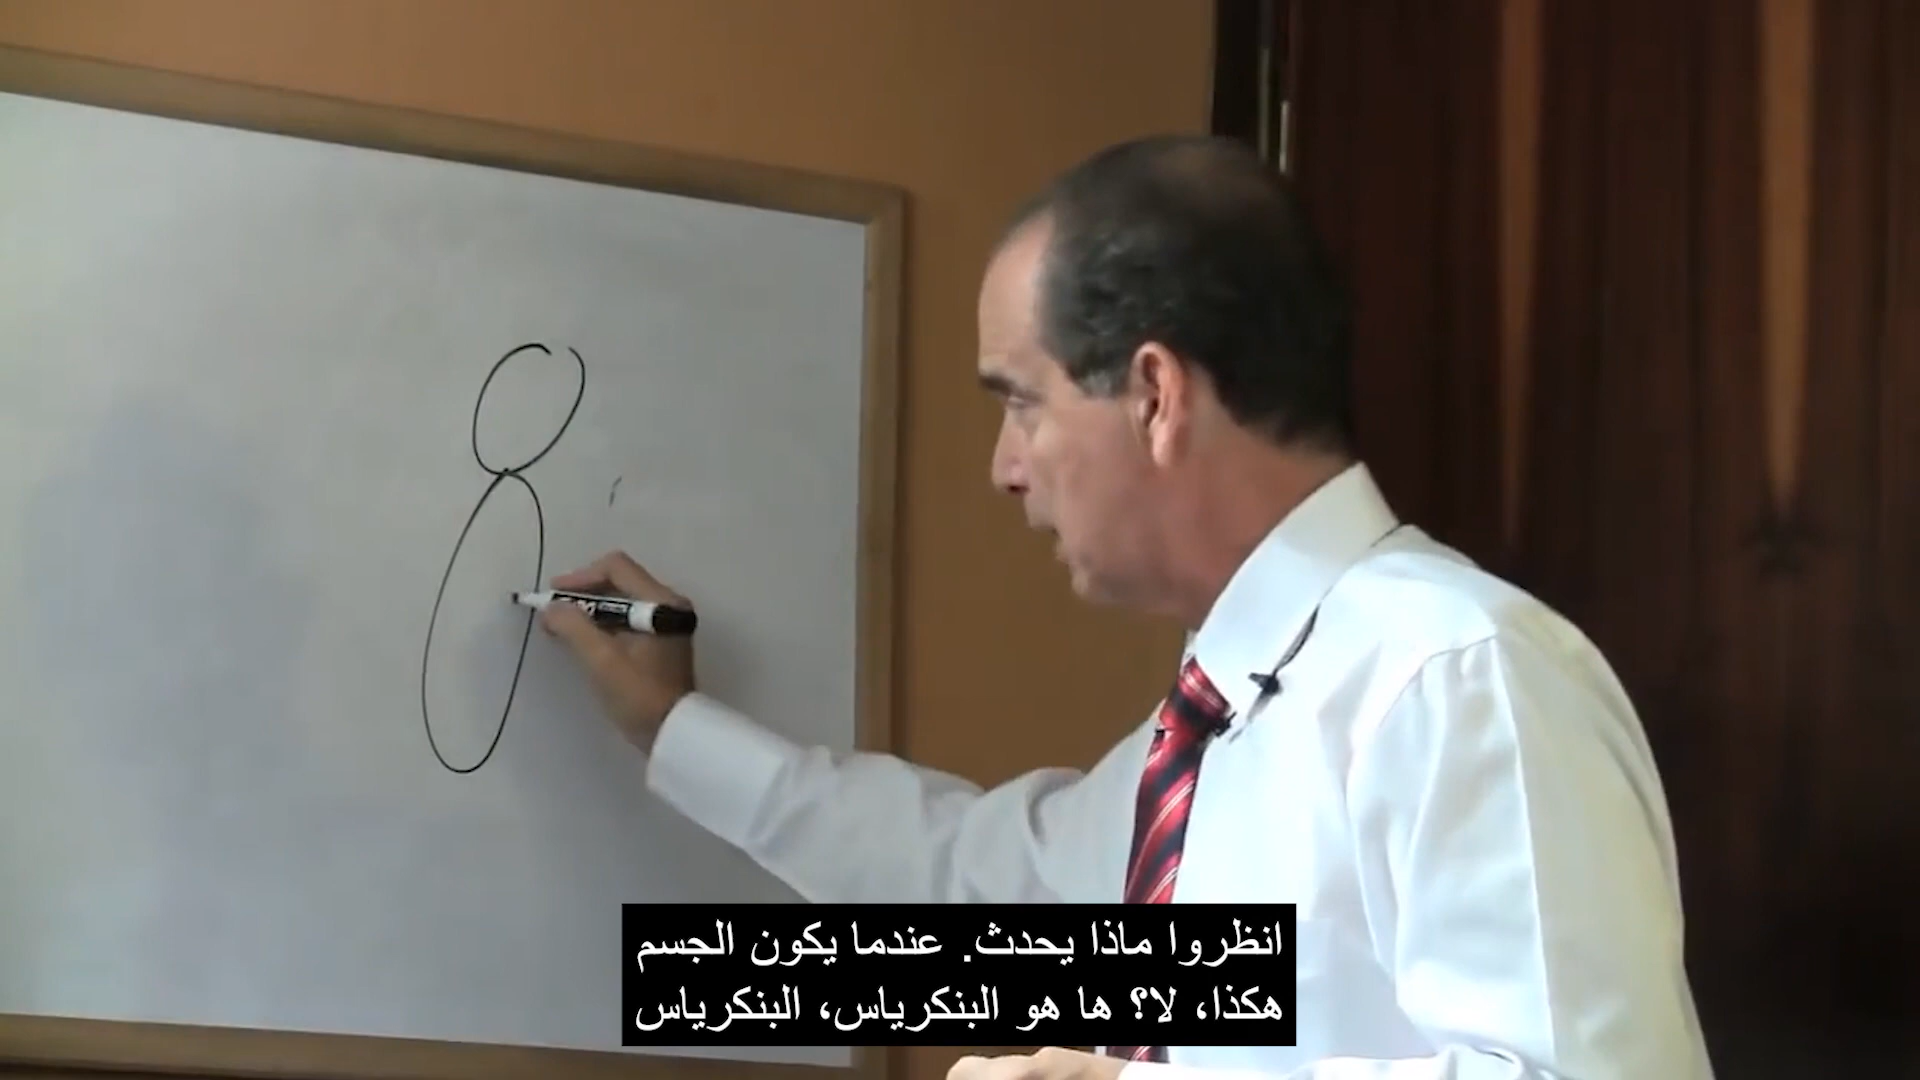 انظروا ماذا يحدث. عندما يكون الجسم
هكذا، لا؟ ها هو البنكرياس، البنكرياس